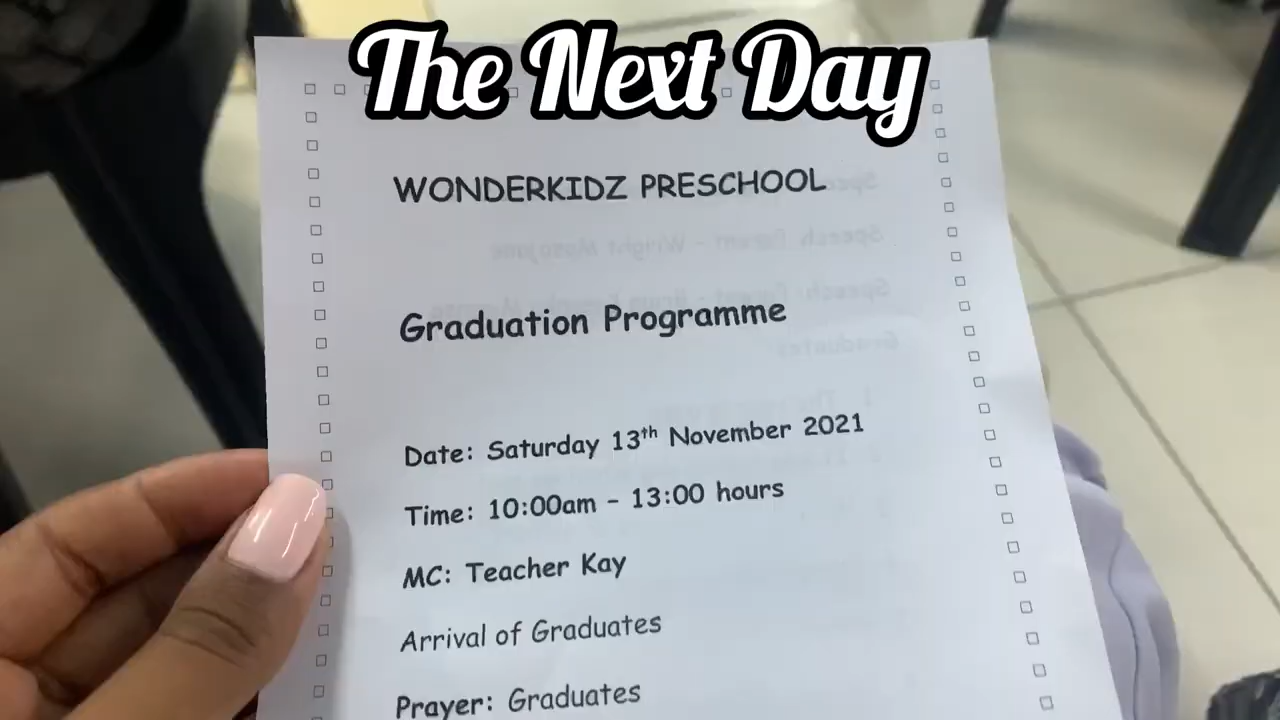 The Next Day
WONDERKIDZ PRESCHOOL
Graduation Programme
Date: Saturday 13th November 2021
Time: 10:00am - 13:00 hours
MC: Teacher Kay
Arrival of Graduates
Prayer: Graduates